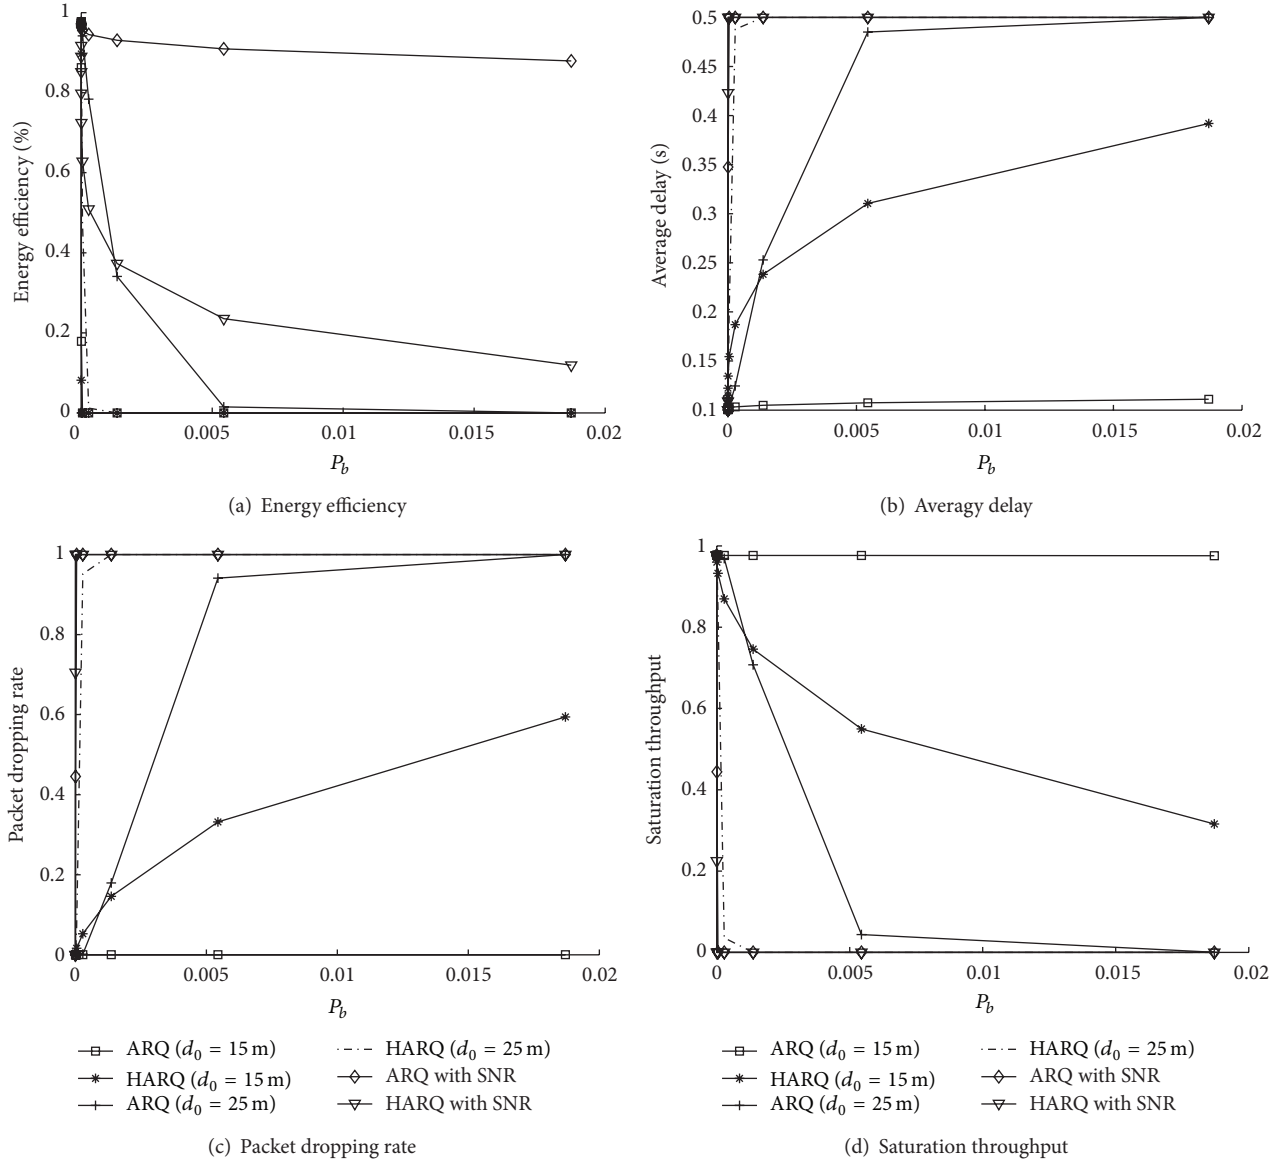 1
0.8
0.6
0.4
0.2
0
Energy efficiency (%)
0 0.005 0.01 0.015 0.02
P_b
(a) Energy efficiency
0.5
0.45
0.4
0.35
0.3
0.25
0.2
0.15
0.1
Average delay (s)
0 0.005 0.01 0.015 0.02
P_b
(b) Averagy delay
1
0.8
0.6
0.4
0.2
0
Packet dropping rate
0 0.005 0.01 0.015 0.02
P_b
ARQ (d_0 = 15 m)
HARQ (d_0 = 15 m)
ARQ (d_0 = 25 m)
HARQ (d_0 = 25 m)
ARQ with SNR
HARQ with SNR
(c) Packet dropping rate
1
0.8
0.6
0.4
0.2
0
Saturation throughput
0 0.005 0.01 0.015 0.02
P_b
ARQ (d_0 = 15 m)
HARQ (d_0 = 15 m)
ARQ (d_0 = 25 m)
HARQ (d_0 = 25 m)
ARQ with SNR
HARQ with SNR
(d) Saturation throughput